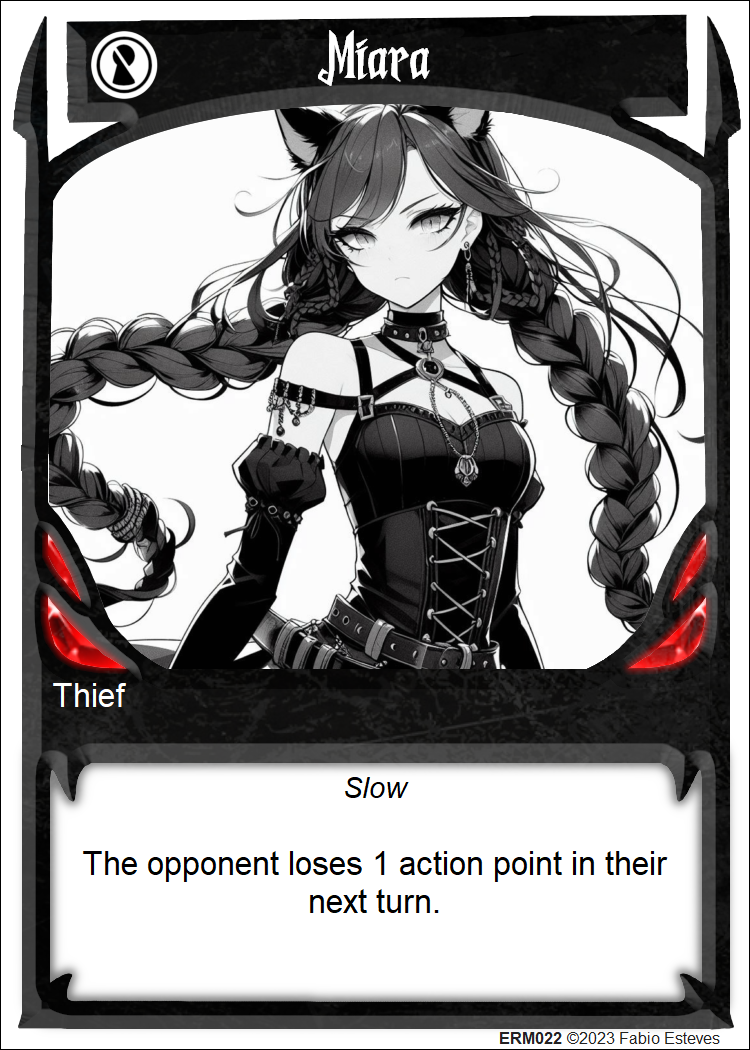 Miara
Thief
Slow
The opponent loses 1 action point in their
next turn.
ERM022 ©2023 Fabio Esteves